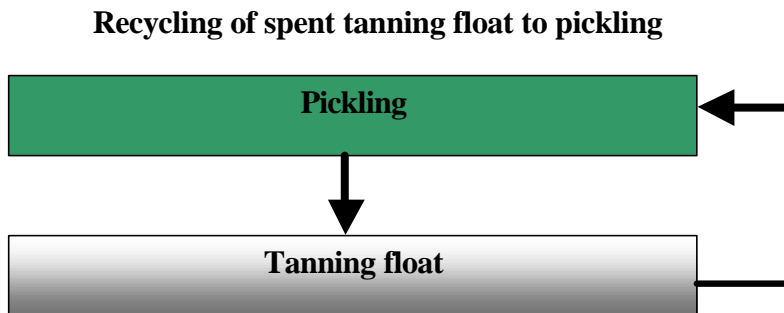 Recycling of spent tanning float to pickling
Pickling
Tanning float